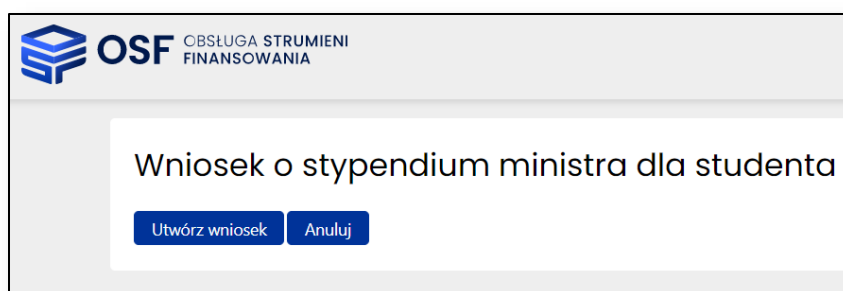 OSF OBSŁUGA STRUMIENI
FINANSOWANIA
Wniosek o stypendium ministra dla studenta
Utwórz wniosek Anuluj